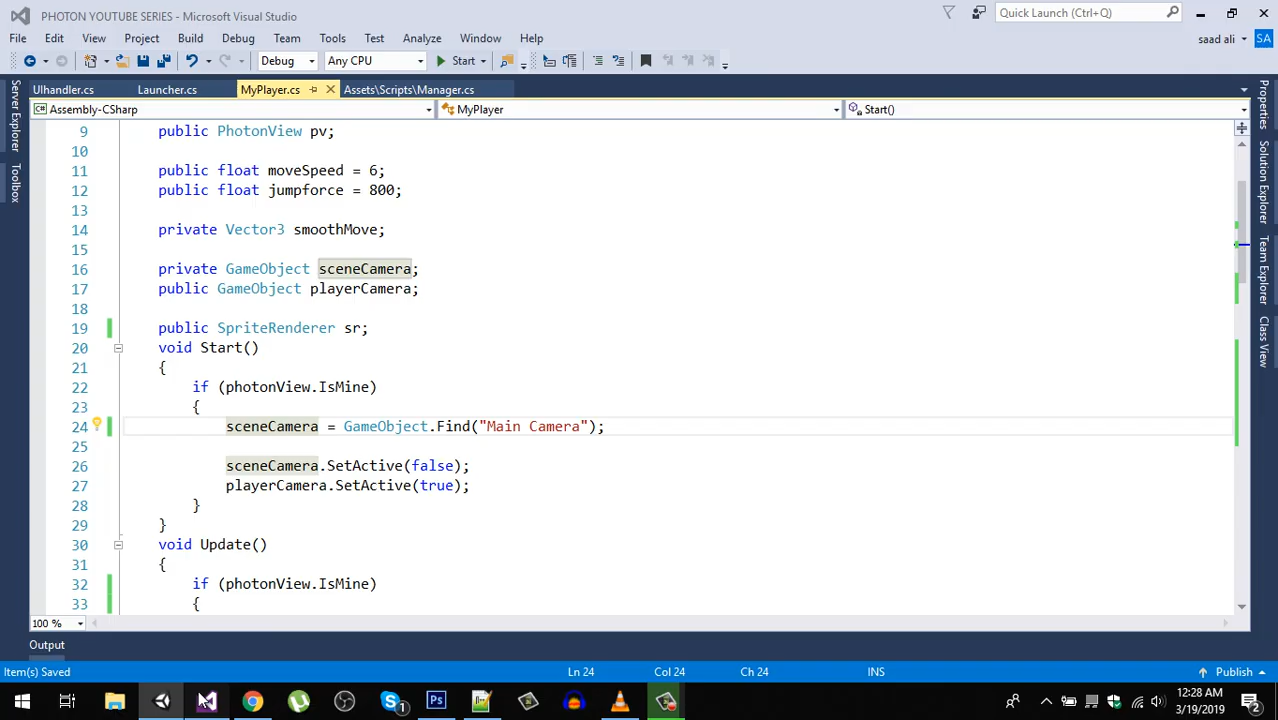 PHOTON YOUTUBE SERIES - Microsoft Visual Studio
Quick Launch (Ctrl+Q)
File Edit View Project Build Debug Team Tools Test Analyze Window Help
saad ali SA
Debug Any CPU Start
UIhandler.cs Launcher.cs MyPlayer.cs Assets\Scripts\Manager.cs
C# Assembly-CSharp MyPlayer Start()
Server Explorer
Toolbox
Properties
Solution Explorer
Team Explorer
Class View
9 public PhotonView pv;
10
11 public float moveSpeed = 6;
12 public float jumpforce = 800;
13
14 private Vector3 smoothMove;
15
16 private GameObject sceneCamera;
17 public GameObject playerCamera;
18
19 public SpriteRenderer sr;
20 void Start()
21 {
22 if (photonView.IsMine)
23 {
24 sceneCamera = GameObject.Find("Main Camera");
25
26 sceneCamera.SetActive(false);
27 playerCamera.SetActive(true);
28 }
29 }
30 void Update()
31 {
32 if (photonView.IsMine)
33 {
100 %
Output
Item(s) Saved Ln 24 Col 24 Ch 24 INS Publish
S 1 Ps
12:28 AM
3/19/2019
2